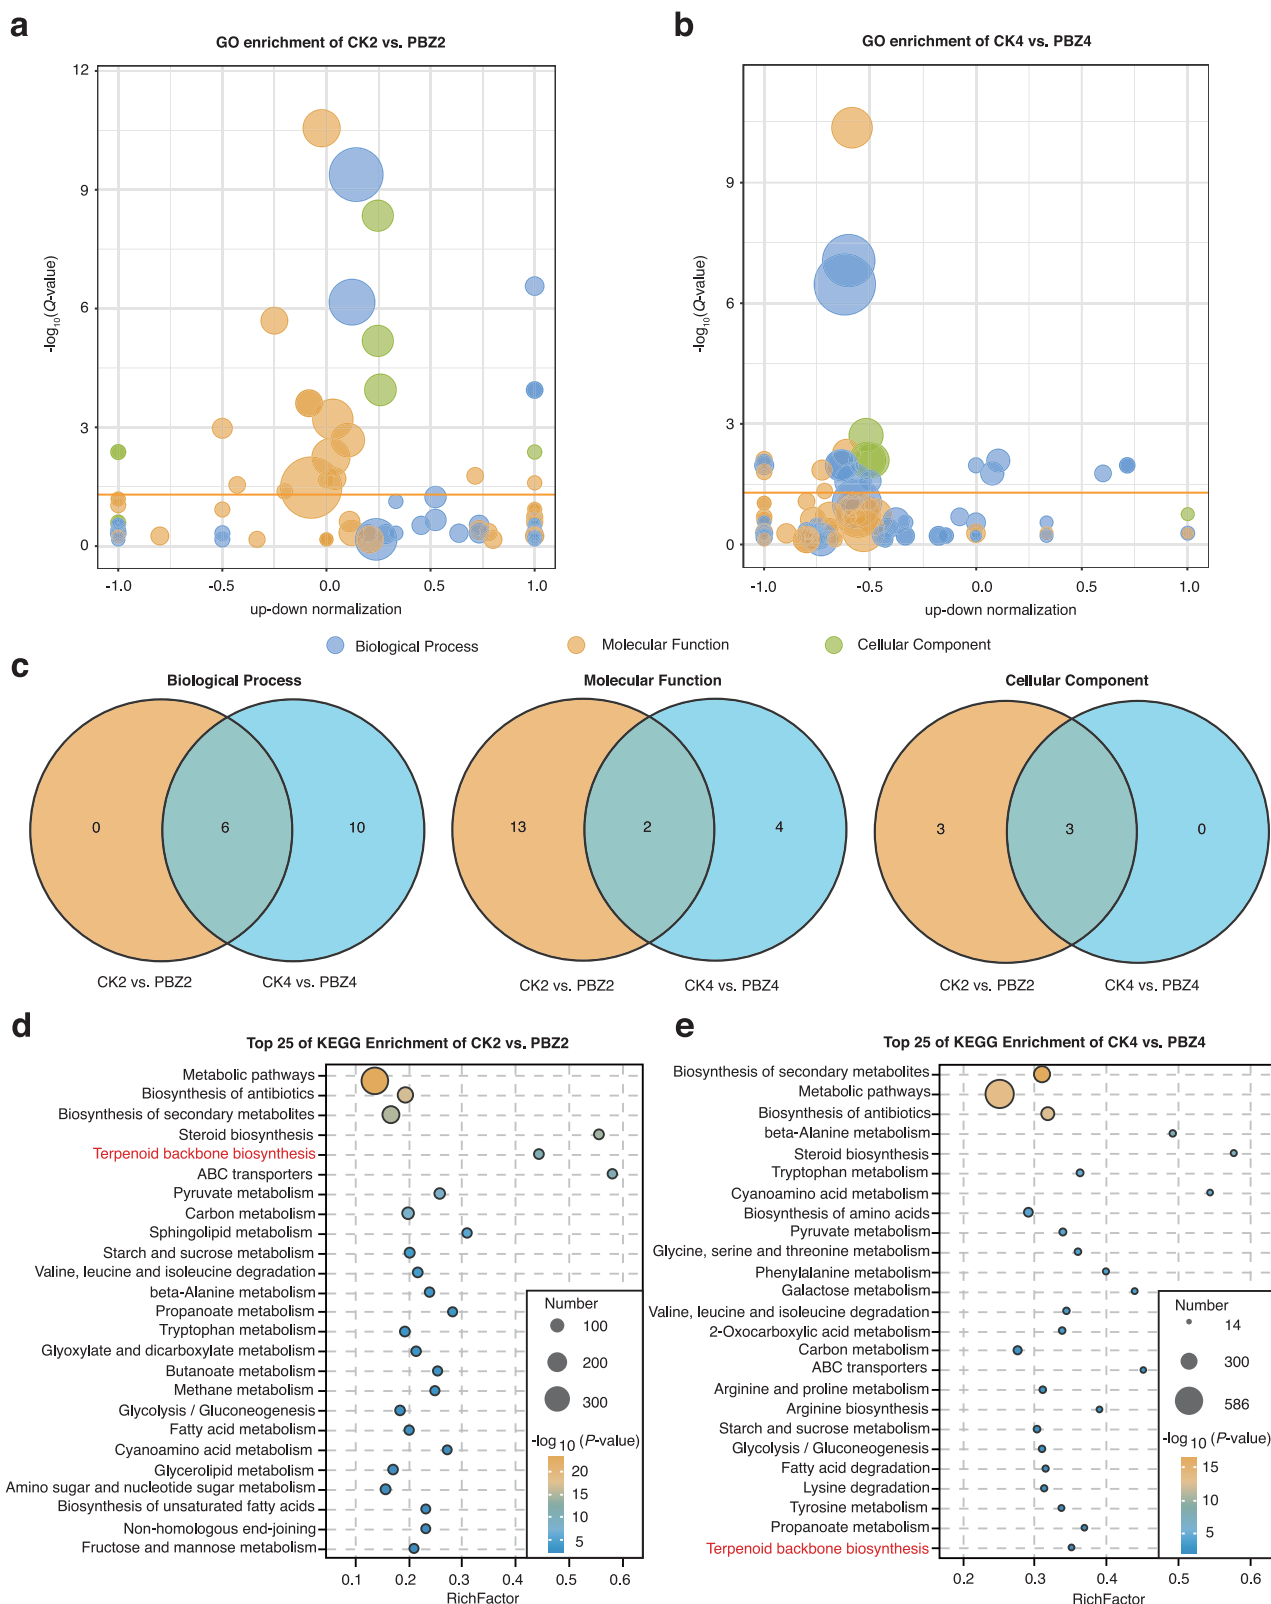 a
GO enrichment of CK2 vs. PBZ2
12
9
6
3
0
-log10(Q-value)
-1.0 -0.5 0.0 0.5 1.0
up-down normalization
b
GO enrichment of CK4 vs. PBZ4
9
6
3
0
-log10(Q-value)
-1.0 -0.5 0.0 0.5 1.0
up-down normalization
Biological Process Molecular Function Cellular Component
c
Biological Process
0 6 10
CK2 vs. PBZ2 CK4 vs. PBZ4
Molecular Function
13 2 4
CK2 vs. PBZ2 CK4 vs. PBZ4
Cellular Component
3 3 0
CK2 vs. PBZ2 CK4 vs. PBZ4
d
Top 25 of KEGG Enrichment of CK2 vs. PBZ2
Metabolic pathways
Biosynthesis of antibiotics
Biosynthesis of secondary metabolites
Steroid biosynthesis
Terpenoid backbone biosynthesis
ABC transporters
Pyruvate metabolism
Carbon metabolism
Sphingolipid metabolism
Starch and sucrose metabolism
Valine, leucine and isoleucine degradation
beta-Alanine metabolism
Propanoate metabolism
Tryptophan metabolism
Glyoxylate and dicarboxylate metabolism
Butanoate metabolism
Methane metabolism
Glycolysis / Gluconeogenesis
Fatty acid metabolism
Cyanoamino acid metabolism
Glycerolipid metabolism
Amino sugar and nucleotide sugar metabolism
Biosynthesis of unsaturated fatty acids
Non-homologous end-joining
Fructose and mannose metabolism
Number
100
200
300
-log10 (P-value)
20
15
10
5
0.1 0.2 0.3 0.4 0.5 0.6
RichFactor
e
Top 25 of KEGG Enrichment of CK4 vs. PBZ4
Biosynthesis of secondary metabolites
Metabolic pathways
Biosynthesis of antibiotics
beta-Alanine metabolism
Steroid biosynthesis
Tryptophan metabolism
Cyanoamino acid metabolism
Biosynthesis of amino acids
Pyruvate metabolism
Glycine, serine and threonine metabolism
Phenylalanine metabolism
Galactose metabolism
Valine, leucine and isoleucine degradation
2-Oxocarboxylic acid metabolism
Carbon metabolism
ABC transporters
Arginine and proline metabolism
Arginine biosynthesis
Starch and sucrose metabolism
Glycolysis / Gluconeogenesis
Fatty acid degradation
Lysine degradation
Tyrosine metabolism
Propanoate metabolism
Terpenoid backbone biosynthesis
Number
14
300
586
-log10 (P-value)
15
10
5
0.2 0.3 0.4 0.5 0.6
RichFactor